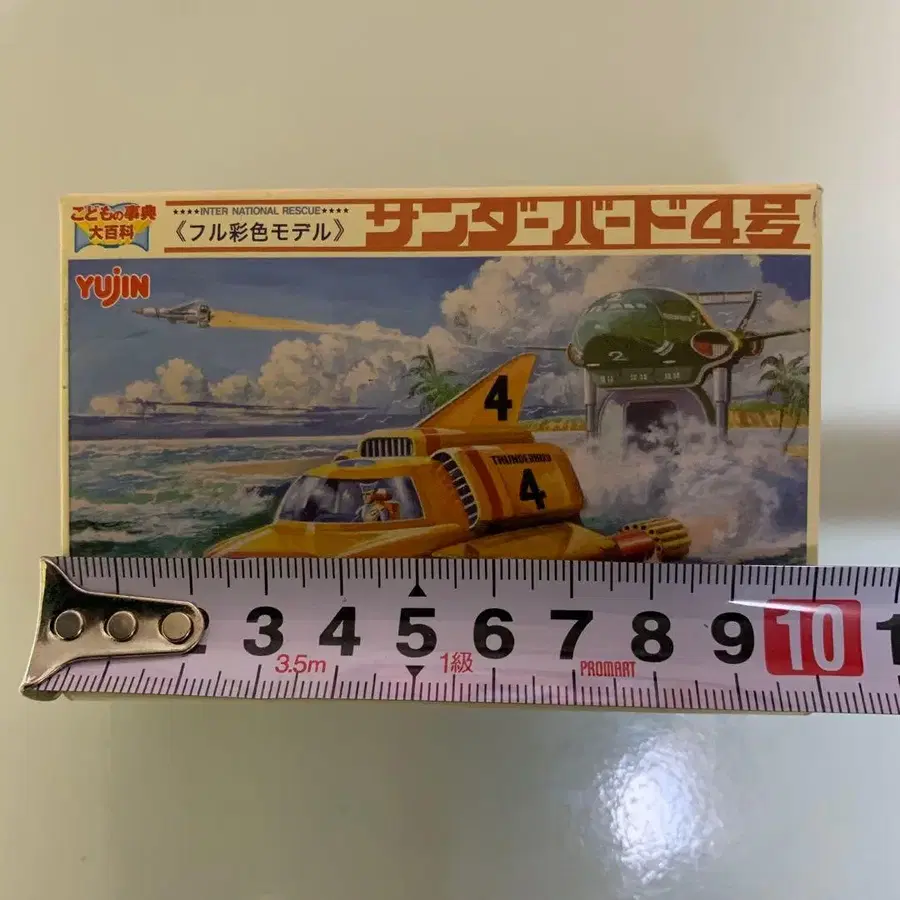 こどもの事典
大百科
★★★★INTER NATIONAL RESCUE★★★★
《フル彩色モデル》
サンダーバード4号
YUJIN
2
2
4
THUNDERBIRD
4
3 4 5 6 7 8 9 10
3.5m 1級 PROMART